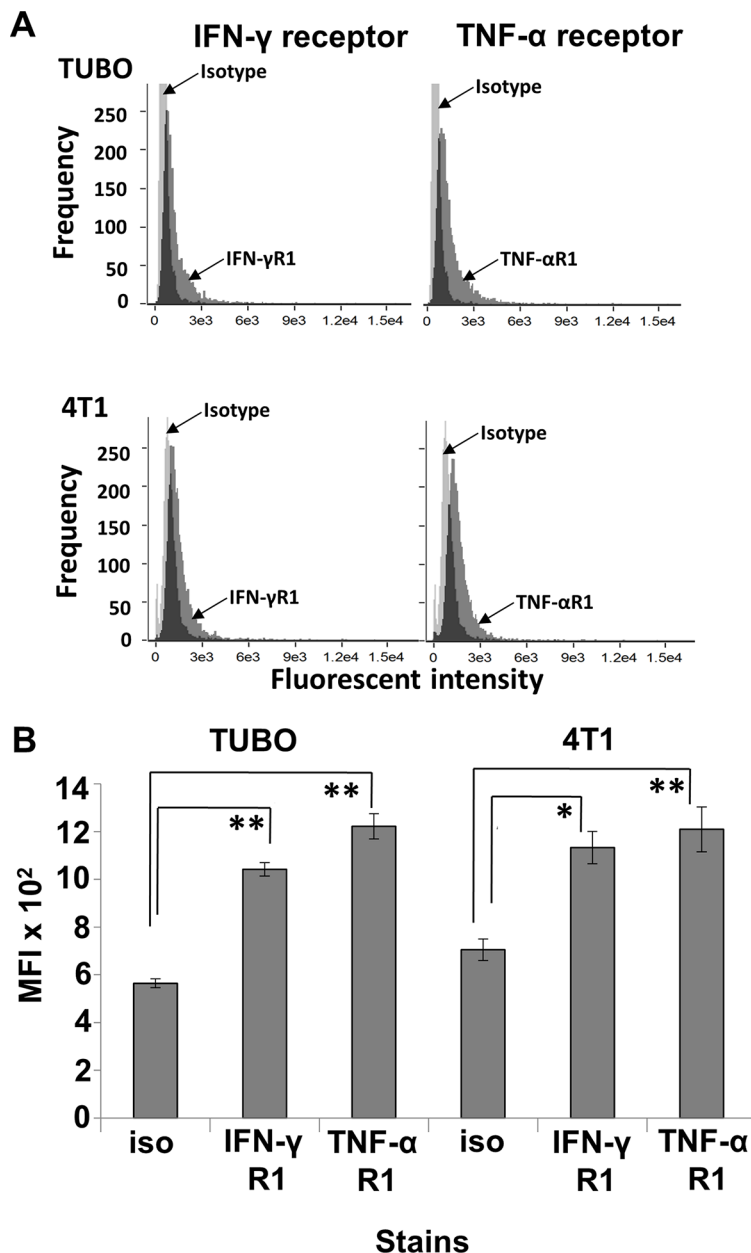 A
IFN-γ receptor
TNF-α receptor
TUBO
Isotype
Isotype
Frequency
250
200
150
100
50
0
IFN-γR1
TNF-αR1
0 3e3 6e3 9e3 1.2e4 1.5e4
0 3e3 6e3 9e3 1.2e4 1.5e4
4T1
Isotype
Isotype
Frequency
250
200
150
100
50
0
IFN-γR1
TNF-αR1
0 3e3 6e3 9e3 1.2e4 1.5e4
0 3e3 6e3 9e3 1.2e4 1.5e4
Fluorescent intensity
B
TUBO
4T1
MFI x 10²
14
12
10
8
6
4
2
0
**
**
*
**
iso
IFN-γ
R1
TNF-α
R1
iso
IFN-γ
R1
TNF-α
R1
Stains